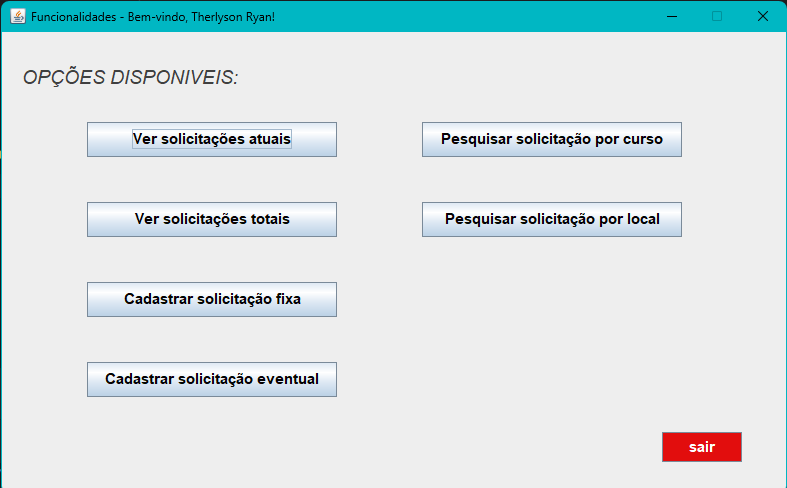 Funcionalidades - Bem-vindo, Therlyson Ryan!
OPÇÕES DISPONIVEIS:
Ver solicitações atuais
Pesquisar solicitação por curso
Ver solicitações totais
Pesquisar solicitação por local
Cadastrar solicitação fixa
Cadastrar solicitação eventual
sair